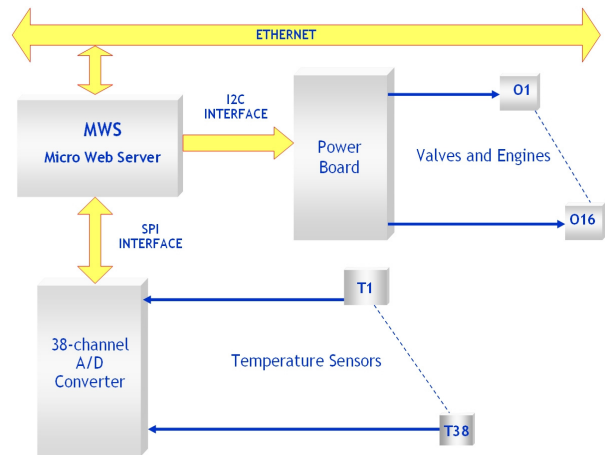 ETHERNET
I2C
INTERFACE
MWS
Micro Web Server
Power
Board
O1
Valves and Engines
O16
SPI
INTERFACE
T1
38-channel
A/D
Converter
Temperature Sensors
T38